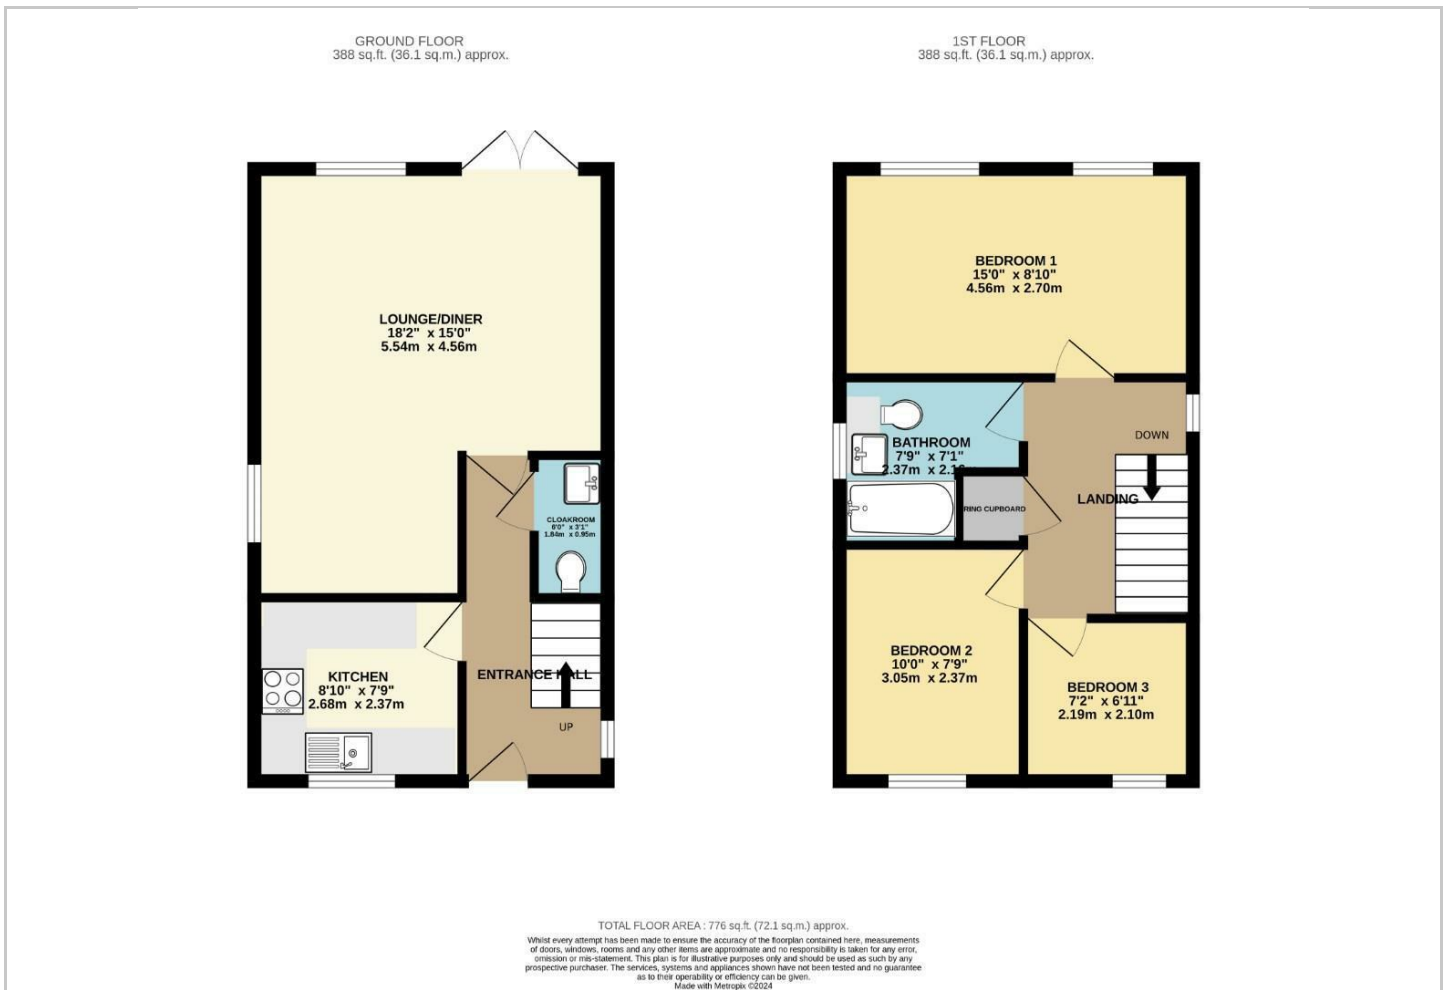 GROUND FLOOR
388 sq.ft. (36.1 sq.m.) approx.
LOUNGE/DINER
18'2" x 15'0"
5.54m x 4.56m
CLOAKROOM
6'0" x 3'1"
1.84m x 0.95m
KITCHEN
8'10" x 7'9"
2.68m x 2.37m
ENTRANCE HALL
UP
1ST FLOOR
388 sq.ft. (36.1 sq.m.) approx.
BEDROOM 1
15'0" x 8'10"
4.56m x 2.70m
BATHROOM
7'9" x 7'1"
2.37m x
DOWN
LANDING
RING CUPBOARD
BEDROOM 2
10'0" x 7'9"
3.05m x 2.37m
BEDROOM 3
7'2" x 6'11"
2.19m x 2.10m
TOTAL FLOOR AREA : 776 sq.ft. (72.1 sq.m.) approx.
Whilst every attempt has been made to ensure the accuracy of the floorplan contained here, measurements
of doors, windows, rooms and any other items are approximate and no responsibility is taken for any error,
omission or mis-statement. This plan is for illustrative purposes only and should be used as such by any
prospective purchaser. The services, systems and appliances shown have not been tested and no guarantee
as to their operability or efficiency can be given.
Made with Metropix ©2024